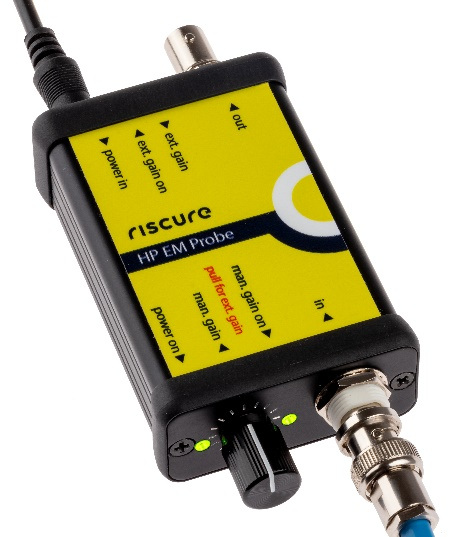 out
ext. gain
ext. gain on
power in
riscure
HP EM Probe
in
man. gain on
pull for ext. gain
man. gain
power on